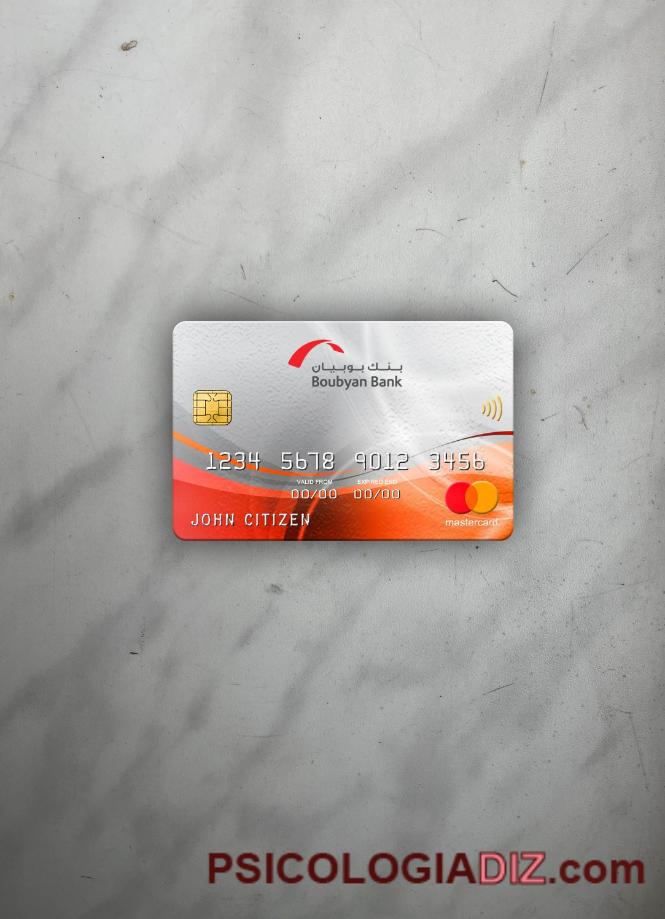 بنك بوبيان
Boubyan Bank
1234 5678 9012 3456
VALID FROM
EXPIRES END
00/00
00/00
JOHN CITIZEN
mastercard.
PSICOLOGIADIZ.com